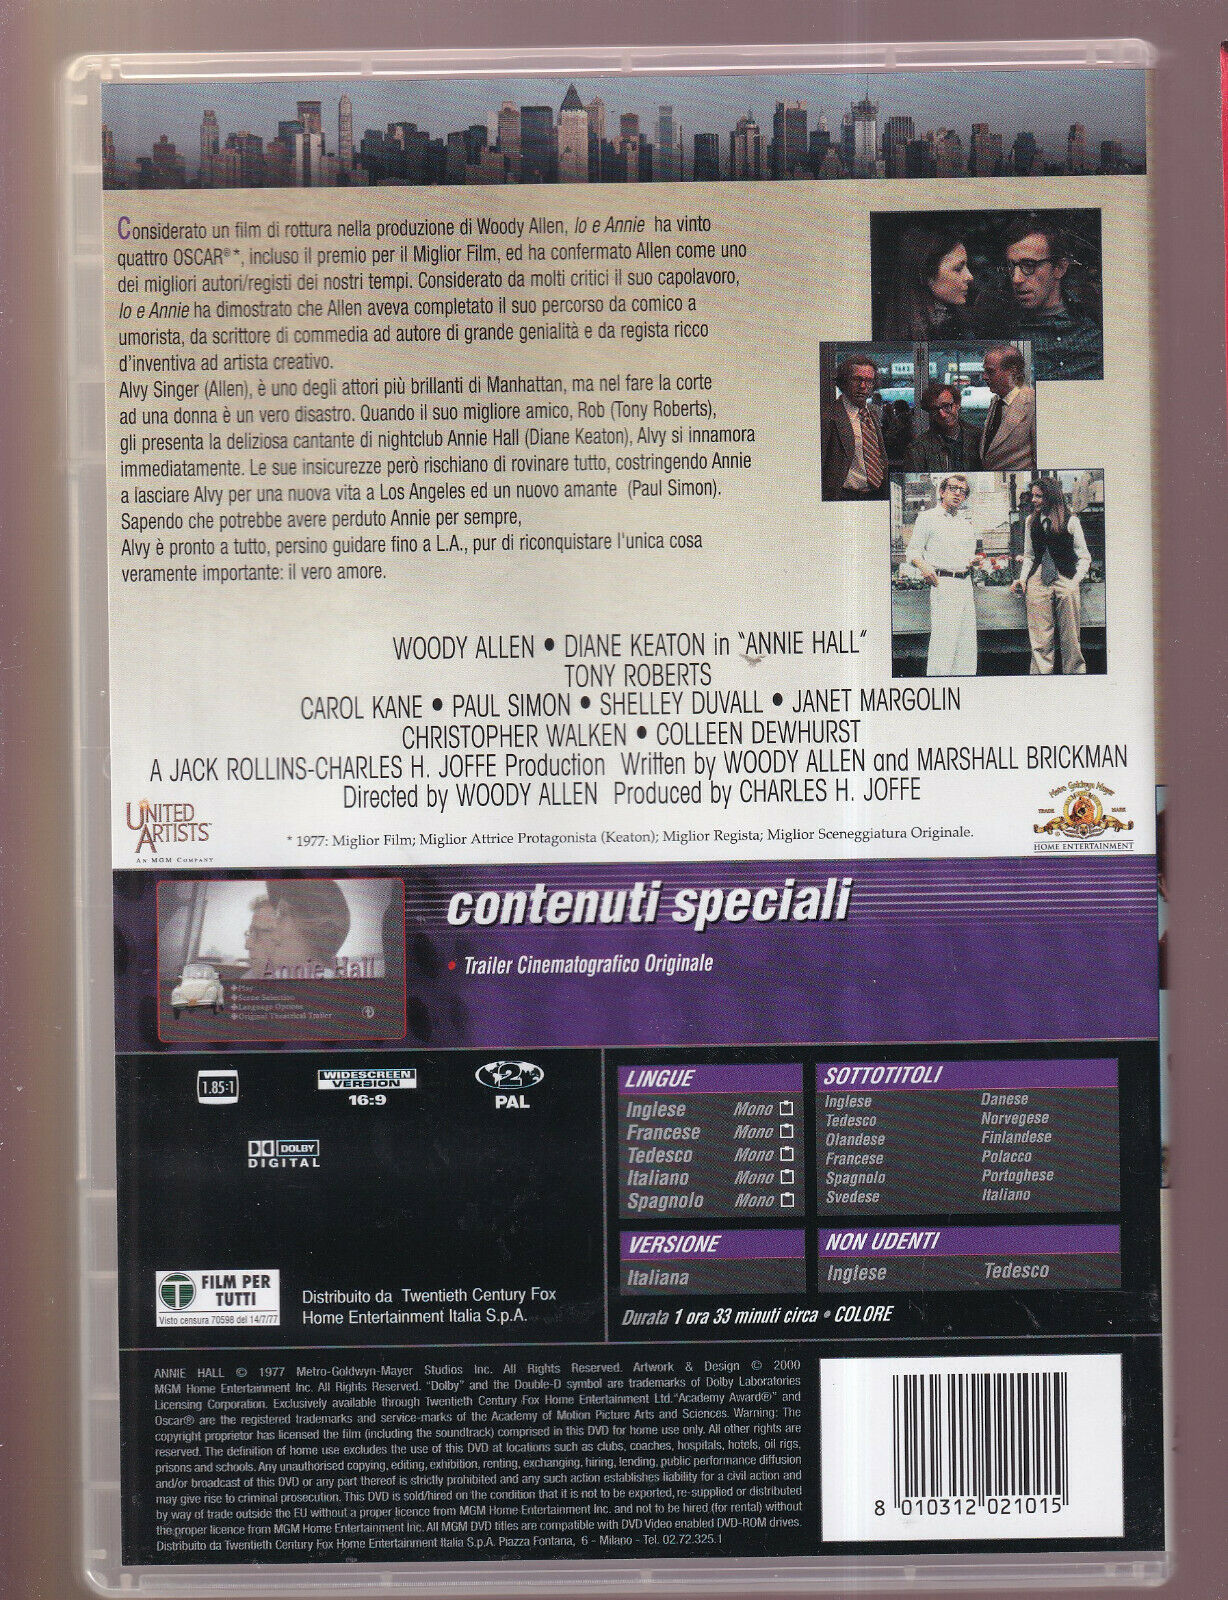 Considerato un film di rottura nella produzione di Woody Allen, Io e Annie ha vinto
quattro OSCAR®*, incluso il premio per il Miglior Film, ed ha confermato Allen come uno
dei migliori autori/registi dei nostri tempi. Considerato da molti critici il suo capolavoro,
Io e Annie ha dimostrato che Allen aveva completato il suo percorso da comico a
umorista, da scrittore di commedia ad autore di grande genialità e da regista ricco
d'inventiva ad artista creativo.
Alvy Singer (Allen), è uno degli attori più brillanti di Manhattan, ma nel fare la corte
ad una donna è un vero disastro. Quando il suo migliore amico, Rob (Tony Roberts),
gli presenta la deliziosa cantante di nightclub Annie Hall (Diane Keaton), Alvy si innamora
immediatamente. Le sue insicurezze però rischiano di rovinare tutto, costringendo Annie
a lasciare Alvy per una nuova vita a Los Angeles ed un nuovo amante (Paul Simon).
Sapendo che potrebbe avere perduto Annie per sempre,
Alvy è pronto a tutto, persino guidare fino a L.A., pur di riconquistare l'unica cosa
veramente importante: il vero amore.
WOODY ALLEN • DIANE KEATON in "ANNIE HALL"
TONY ROBERTS
CAROL KANE • PAUL SIMON • SHELLEY DUVALL • JANET MARGOLIN
CHRISTOPHER WALKEN • COLLEEN DEWHURST
A JACK ROLLINS-CHARLES H. JOFFE Production Written by WOODY ALLEN and MARSHALL BRICKMAN
Directed by WOODY ALLEN Produced by CHARLES H. JOFFE
UNITED
ARTISTS
AN MGM COMPANY
* 1977: Miglior Film; Miglior Attrice Protagonista (Keaton); Miglior Regista; Miglior Sceneggiatura Originale.
Metro Goldwyn Mayer
TRADE MARK
HOME ENTERTAINMENT
contenuti speciali
• Trailer Cinematografico Originale
Annie Hall
Play
Scene Selection
Language Options
Original Theatrical Trailer
1.85:1
WIDESCREEN
VERSION
16:9
2
PAL
DOLBY
DIGITAL
LINGUE
Inglese Mono
Francese Mono
Tedesco Mono
Italiano Mono
Spagnolo Mono
SOTTOTITOLI
Inglese Danese
Tedesco Norvegese
Olandese Finlandese
Francese Polacco
Spagnolo Portoghese
Svedese Italiano
VERSIONE
Italiana
NON UDENTI
Inglese Tedesco
Durata 1 ora 33 minuti circa • COLORE
T FILM PER
TUTTI
Visto censura 70598 del 14/7/77
Distribuito da Twentieth Century Fox
Home Entertainment Italia S.p.A.
ANNIE HALL © 1977 Metro-Goldwyn-Mayer Studios Inc. All Rights Reserved. Artwork & Design © 2000
MGM Home Entertainment Inc. All Rights Reserved. "Dolby" and the Double-D symbol are trademarks of Dolby Laboratories
Licensing Corporation. Exclusively available through Twentieth Century Fox Home Entertainment Ltd."Academy Award®" and
Oscar® are the registered trademarks and service-marks of the Academy of Motion Picture Arts and Sciences. Warning: The
copyright proprietor has licensed the film (including the soundtrack) comprised in this DVD for home use only. All other rights are
reserved. The definition of home use excludes the use of this DVD at locations such as clubs, coaches, hospitals, hotels, oil rigs,
prisons and schools. Any unauthorised copying, editing, exhibition, renting, exchanging, hiring, lending, public performance diffusion
and/or broadcast of this DVD or any part thereof is strictly prohibited and any such action establishes liability for a civil action and
may give rise to criminal prosecution. This DVD is sold/hired on the condition that it is not to be exported, re-supplied or distributed
by way of trade outside the EU without a proper licence from MGM Home Entertainment Inc. and not to be hired (for rental) without
the proper licence from MGM Home Entertainment Inc. All MGM DVD titles are compatible with DVD Video enabled DVD-ROM drives.
Distribuito da Twentieth Century Fox Home Entertainment Italia S.p.A. Piazza Fontana, 6 - Milano - Tel. 02.72.325.1
8 010312 021015